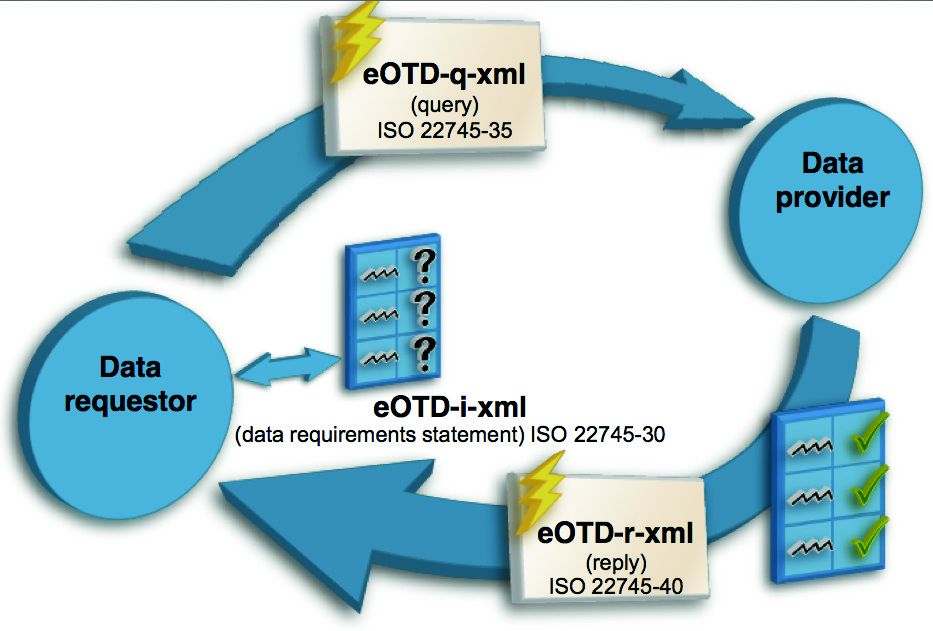 eOTD-q-xml
(query)
ISO 22745-35
Data
provider
? 
?
?
Data
requestor
eOTD-i-xml
(data requirements statement) ISO 22745-30
eOTD-r-xml
(reply)
ISO 22745-40